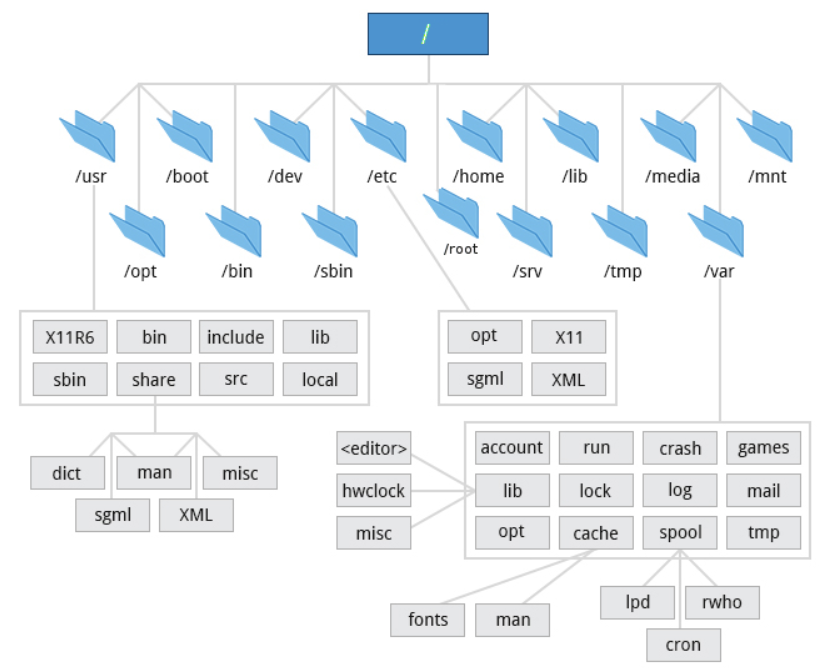 /
/usr /boot /dev /etc /home /lib /media /mnt
/opt /bin /sbin /root /srv /tmp /var
X11R6 bin include lib
sbin share src local
opt X11
sgml XML
dict man misc
sgml XML
<editor> account run crash games
hwclock lib lock log mail
misc opt cache spool tmp
fonts man lpd rwho
cron